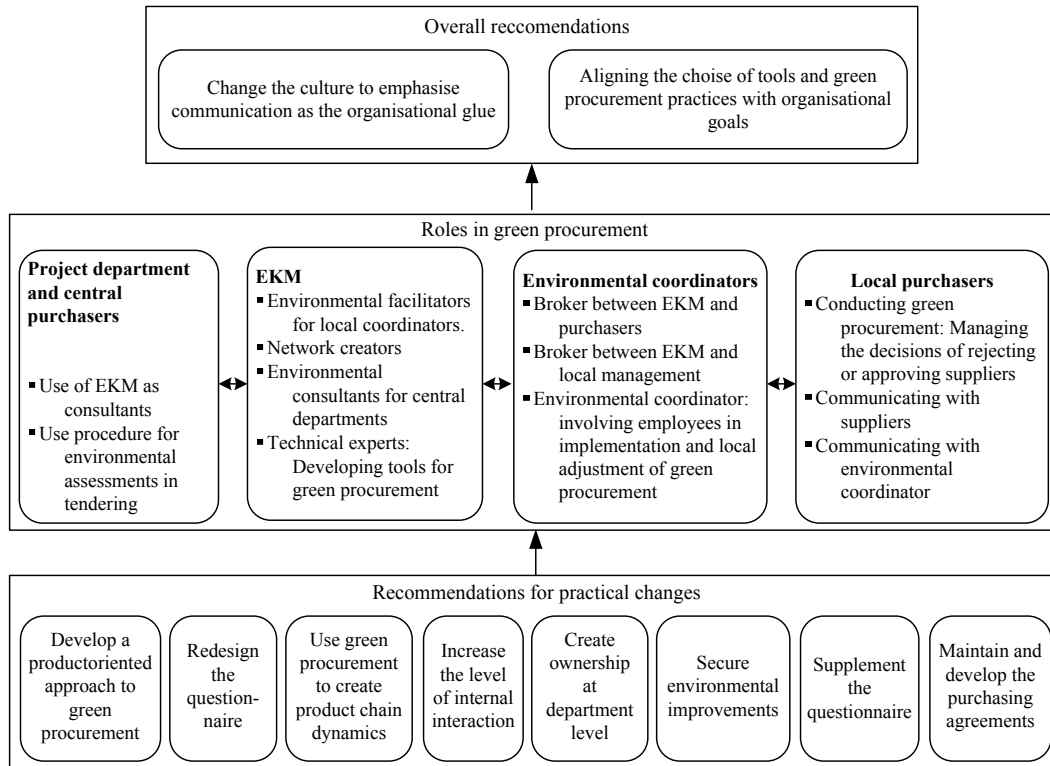 Overall reccomendations
Change the culture to emphasise
communication as the organisational glue
Aligning the choise of tools and green
procurement practices with organisational
goals
Roles in green procurement
Project department
and central
purchasers
▪ Use of EKM as
consultants
▪ Use procedure for
environmental
assessments in
tendering
EKM
▪ Environmental facilitators
for local coordinators.
▪ Network creators
▪ Environmental
consultants for central
departments
▪ Technical experts:
Developing tools for
green procurement
Environmental coordinators
▪ Broker between EKM and
purchasers
▪ Broker between EKM and
local management
▪ Environmental coordinator:
involving employees in
implementation and local
adjustment of green
procurement
Local purchasers
▪ Conducting green
procurement: Managing
the decisions of rejecting
or approving suppliers
▪ Communicating with
suppliers
▪ Communicating with
environmental
coordinator
Recommendations for practical changes
Develop a
productoriented
approach to
green
procurement
Redesign
the
question-
naire
Use green
procurement
to create
product chain
dynamics
Increase
the level
of internal
interaction
Create
ownership
at
department
level
Secure
environmental
improvements
Supplement
the
questionnaire
Maintain and
develop the
purchasing
agreements